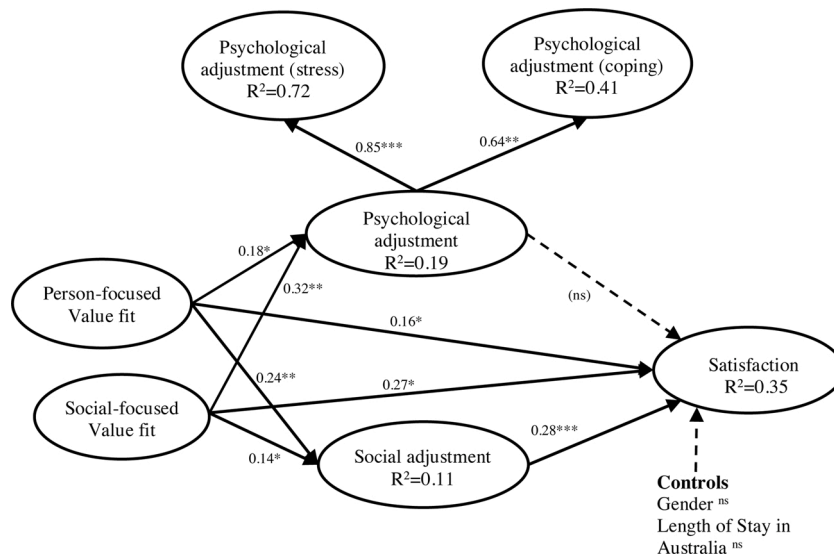 Psychological
adjustment (stress)
R²=0.72
Psychological
adjustment (coping)
R²=0.41
0.85***
0.64**
Psychological
adjustment
R²=0.19
0.18*
0.32**
(ns)
Person-focused
Value fit
0.16*
Satisfaction
R²=0.35
0.24**
0.27*
Social-focused
Value fit
0.14*
Social adjustment
R²=0.11
0.28***
Controls
Gender ns
Length of Stay in
Australia ns